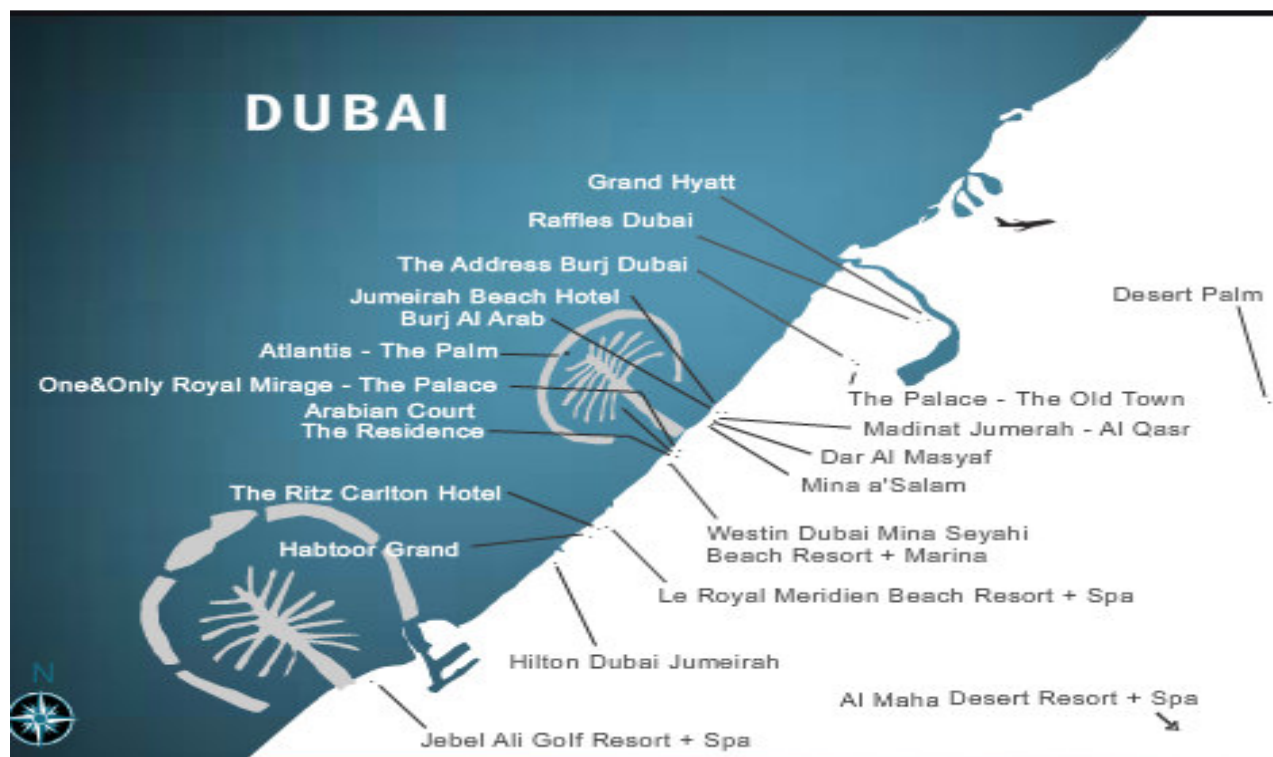 DUBAI
Grand Hyatt
Raffles Dubai
The Address Burj Dubai
Jumeirah Beach Hotel
Burj Al Arab
Desert Palm
Atlantis - The Palm
One&Only Royal Mirage - The Palace
Arabian Court
The Residence
The Palace - The Old Town
Madinat Jumerah - Al Qasr
Dar Al Masyaf
Mina a'Salam
The Ritz Carlton Hotel
Habtoor Grand
Westin Dubai Mina Seyahi
Beach Resort + Marina
Le Royal Meridien Beach Resort + Spa
Hilton Dubai Jumeirah
N
Al Maha Desert Resort + Spa
Jebel Ali Golf Resort + Spa